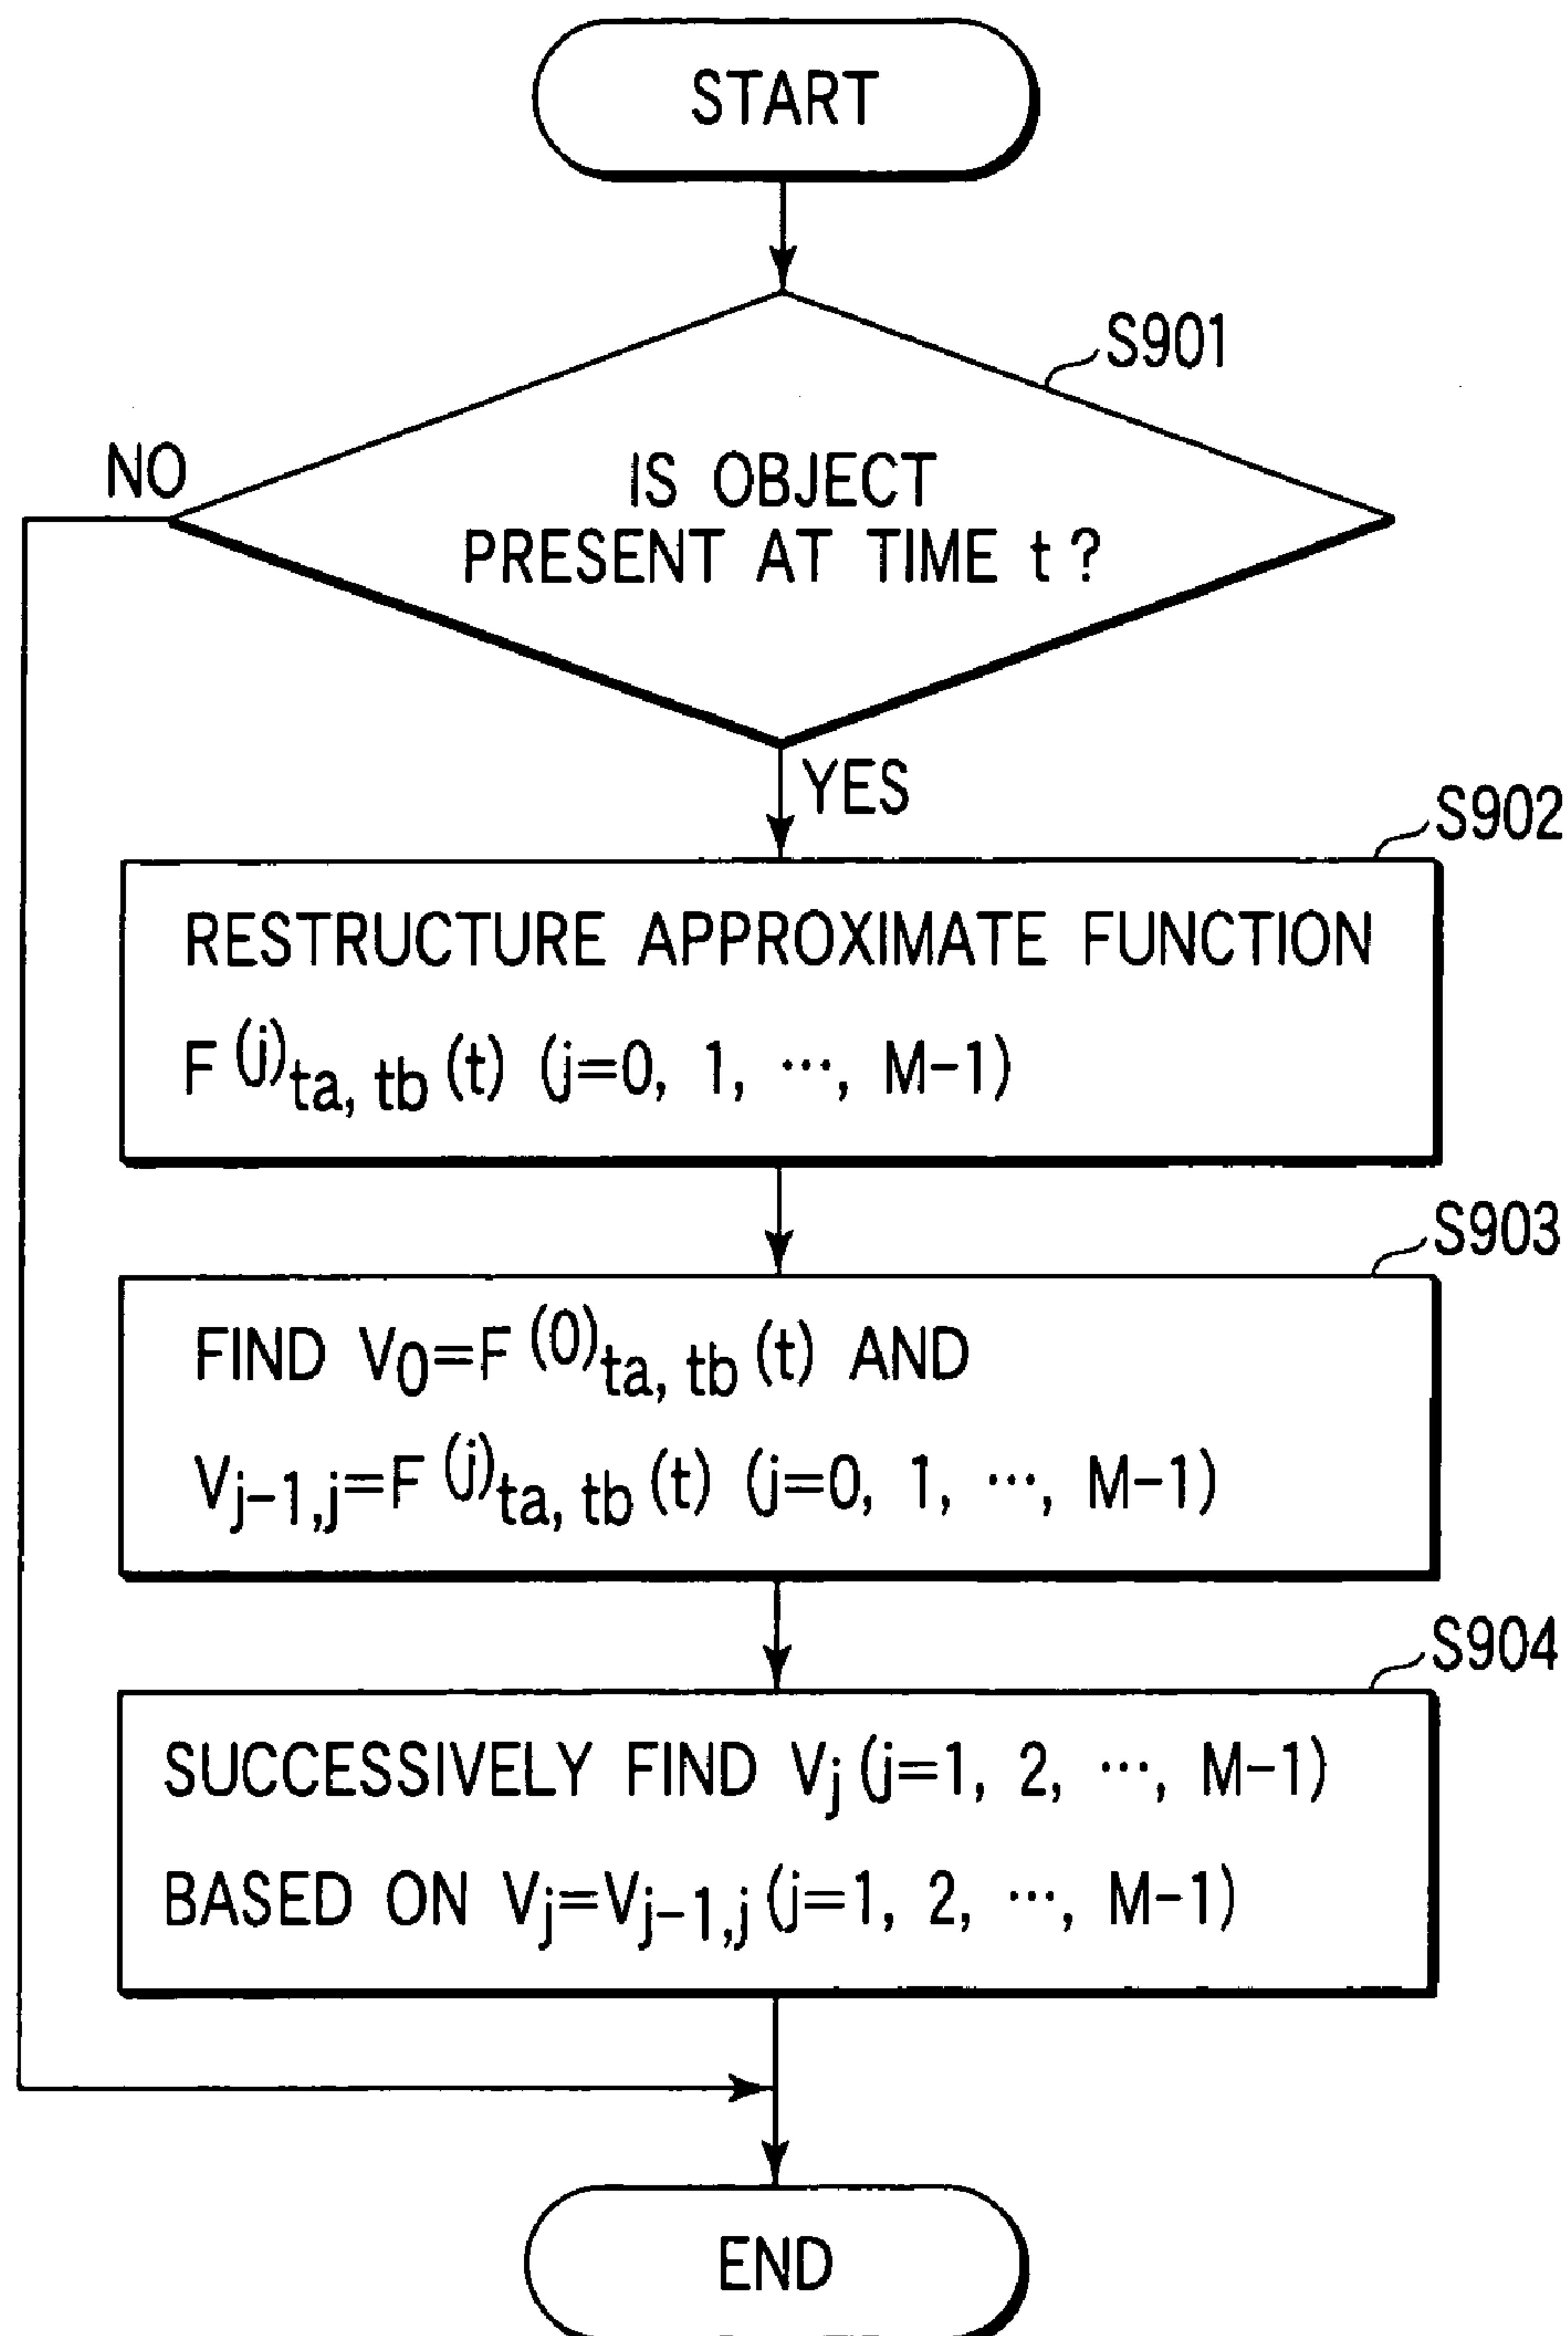 START
S901
NO
IS OBJECT
PRESENT AT TIME t?
YES
S902
RESTRUCTURE APPROXIMATE FUNCTION
F (j)ta, tb (t) (j=0, 1, ···, M-1)
S903
FIND V0=F (0)ta, tb (t) AND
Vj-1,j=F (j)ta, tb (t) (j=0, 1, ···, M-1)
S904
SUCCESSIVELY FIND Vj (j=1, 2, ···, M-1)
BASED ON Vj=Vj-1,j (j=1, 2, ···, M-1)
END